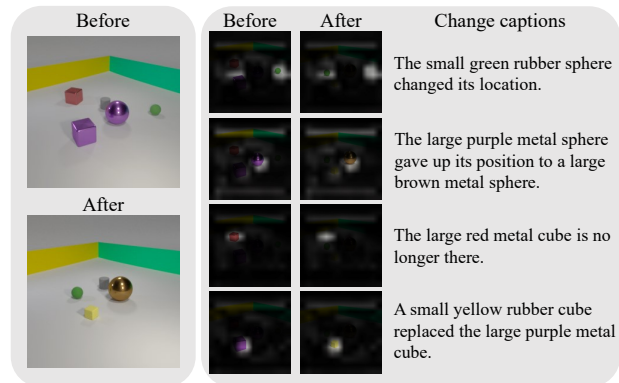 Before
After
Before
After
Change captions
The small green rubber sphere
changed its location.
The large purple metal sphere
gave up its position to a large
brown metal sphere.
The large red metal cube is no
longer there.
A small yellow rubber cube
replaced the large purple metal
cube.